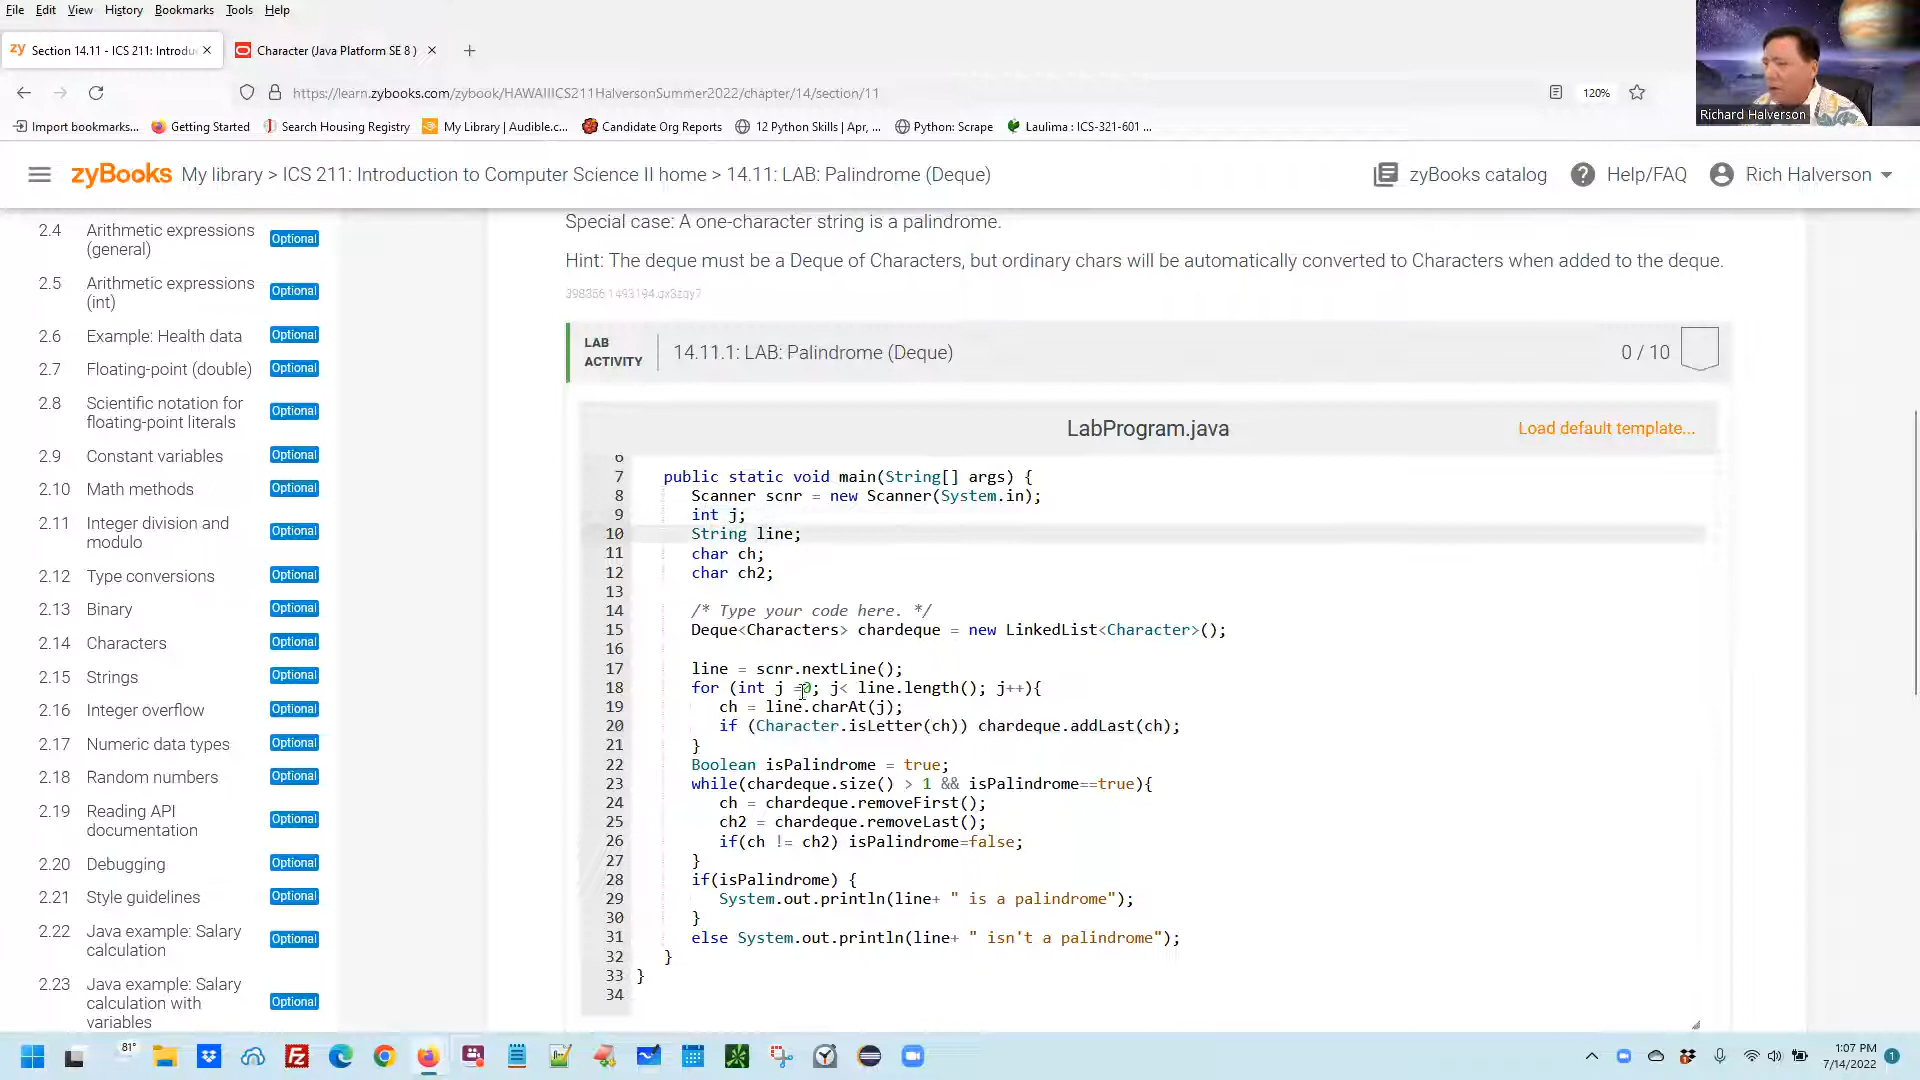 File Edit View History Bookmarks Tools Help
zy Section 14.11 - ICS 211: Introdu
Character (Java Platform SE 8 )
https://learn.zybooks.com/zybook/HAWAIIICS211HalversonSummer2022/chapter/14/section/11
120%
Richard Halverson
Import bookmarks... Getting Started Search Housing Registry My Library | Audible.c... Candidate Org Reports 12 Python Skills | Apr, ... Python: Scrape Laulima : ICS-321-601 ...
zyBooks My library > ICS 211: Introduction to Computer Science II home > 14.11: LAB: Palindrome (Deque)
zyBooks catalog
Help/FAQ
Rich Halverson
2.4 Arithmetic expressions (general) Optional
2.5 Arithmetic expressions (int) Optional
2.6 Example: Health data Optional
2.7 Floating-point (double) Optional
2.8 Scientific notation for floating-point literals Optional
2.9 Constant variables Optional
2.10 Math methods Optional
2.11 Integer division and modulo Optional
2.12 Type conversions Optional
2.13 Binary Optional
2.14 Characters Optional
2.15 Strings Optional
2.16 Integer overflow Optional
2.17 Numeric data types Optional
2.18 Random numbers Optional
2.19 Reading API documentation Optional
2.20 Debugging Optional
2.21 Style guidelines Optional
2.22 Java example: Salary calculation Optional
2.23 Java example: Salary calculation with variables Optional
Special case: A one-character string is a palindrome.
Hint: The deque must be a Deque of Characters, but ordinary chars will be automatically converted to Characters when added to the deque.
398356.1493194.qx3zqy7
LAB ACTIVITY
14.11.1: LAB: Palindrome (Deque)
0 / 10
LabProgram.java
Load default template...
6
7 public static void main(String[] args) {
8 Scanner scnr = new Scanner(System.in);
9 int j;
10 String line;
11 char ch;
12 char ch2;
13
14 /* Type your code here. */
15 Deque<Characters> chardeque = new LinkedList<Character>();
16
17 line = scnr.nextLine();
18 for (int j =0; j< line.length(); j++){
19 ch = line.charAt(j);
20 if (Character.isLetter(ch)) chardeque.addLast(ch);
21 }
22 Boolean isPalindrome = true;
23 while(chardeque.size() > 1 && isPalindrome==true){
24 ch = chardeque.removeFirst();
25 ch2 = chardeque.removeLast();
26 if(ch != ch2) isPalindrome=false;
27 }
28 if(isPalindrome) {
29 System.out.println(line+ " is a palindrome");
30 }
31 else System.out.println(line+ " isn't a palindrome");
32 }
33 }
34
81°
1:07 PM
7/14/2022
1